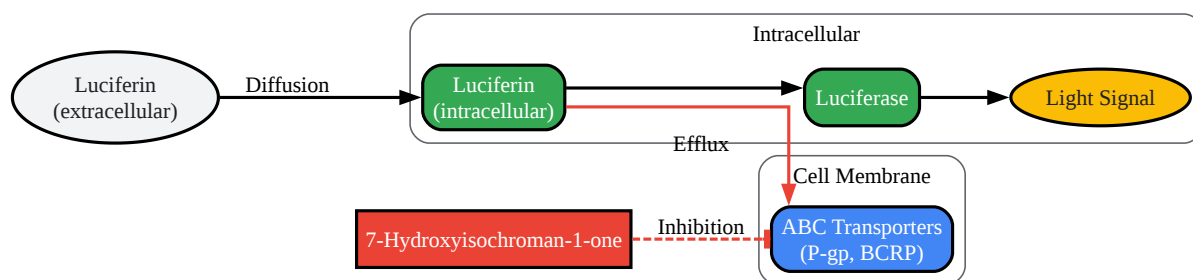 Intracellular
Luciferin
(extracellular)
Diffusion
Luciferin
(intracellular)
Luciferase
Light Signal
Efflux
Cell Membrane
7-Hydroxyisochroman-1-one
Inhibition
ABC Transporters
(P-gp, BCRP)